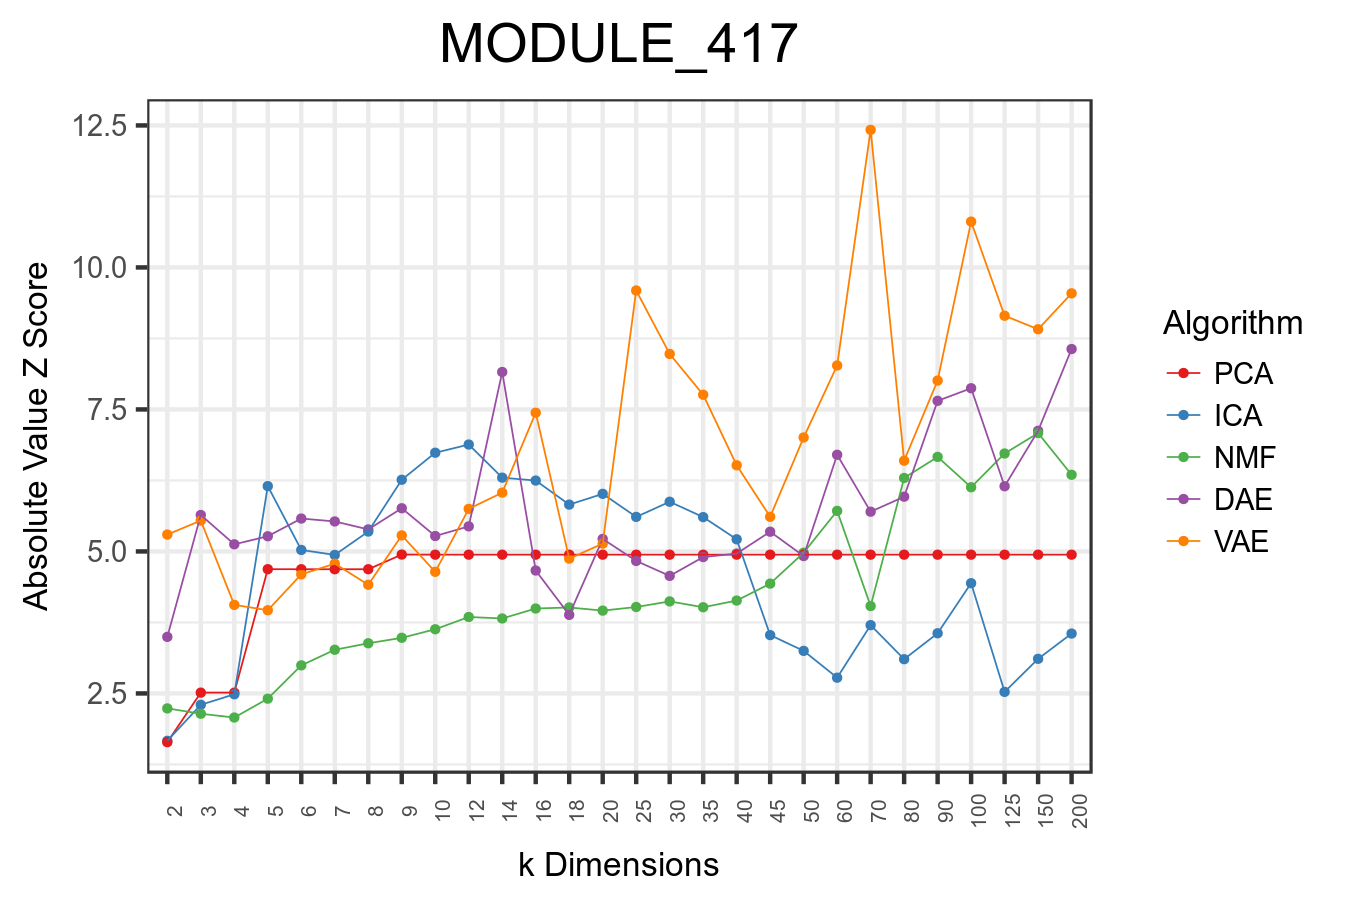 MODULE_417
12.5
10.0
7.5
5.0
2.5
Absolute Value Z Score
2 3 4 5 6 7 8 9 10 12 14 16 18 20 25 30 35 40 45 50 60 70 80 90 100 125 150 200
k Dimensions
Algorithm
PCA
ICA
NMF
DAE
VAE